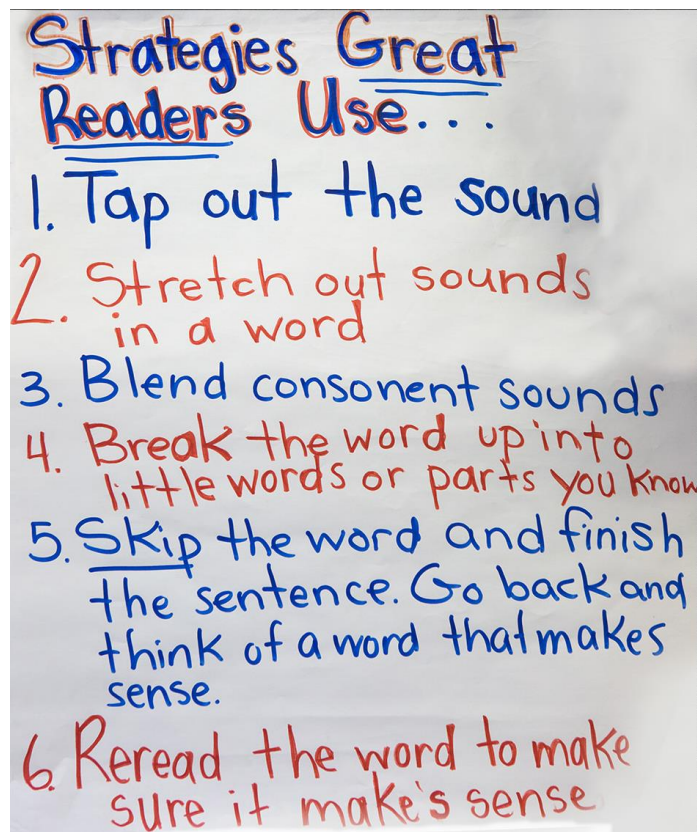 Strategies Great
Readers Use...
1. Tap out the sound
2. Stretch out sounds
in a word
3. Blend consonent sounds
4. Break the word up into
little words or parts you know
5. Skip the word and finish
the sentence. Go back and
think of a word that makes
sense.
6. Reread the word to make
sure it make's sense